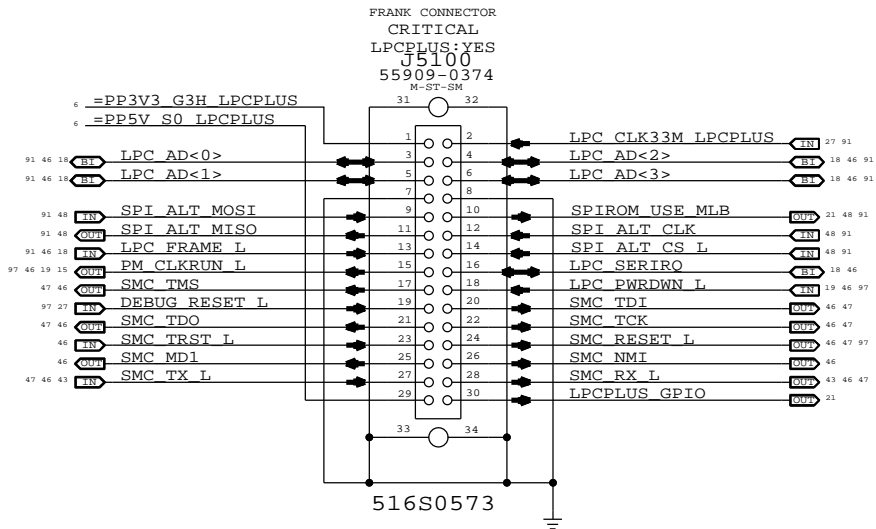 FRANK CONNECTOR
CRITICAL
LPCPLUS:YES
J5100
55909-0374
M-ST-SM
31 32
6 =PP3V3_G3H_LPCPLUS
6 =PP5V_S0_LPCPLUS
1 2 LPC_CLK33M_LPCPLUS IN 27 91
91 46 18 BI LPC_AD<0> 3 4 LPC_AD<2> BI 18 46 91
91 46 18 BI LPC_AD<1> 5 6 LPC_AD<3> BI 18 46 91
7 8
91 48 IN SPI_ALT_MOSI 9 10 SPIROM_USE_MLB OUT 21 48 91
91 48 OUT SPI_ALT_MISO 11 12 SPI_ALT_CLK IN 48 91
91 46 18 IN LPC_FRAME_L 13 14 SPI_ALT_CS_L IN 48 91
97 46 19 15 OUT PM_CLKRUN_L 15 16 LPC_SERIRQ BI 18 46
47 46 OUT SMC_TMS 17 18 LPC_PWRDWN_L IN 19 46 97
97 27 IN DEBUG_RESET_L 19 20 SMC_TDI OUT 46 47
47 46 OUT SMC_TDO 21 22 SMC_TCK OUT 46 47
46 IN SMC_TRST_L 23 24 SMC_RESET_L OUT 46 47 97
46 OUT SMC_MD1 25 26 SMC_NMI OUT 46
47 46 43 IN SMC_TX_L 27 28 SMC_RX_L OUT 43 46 47
29 30 LPCPLUS_GPIO OUT 21
33 34
516S0573